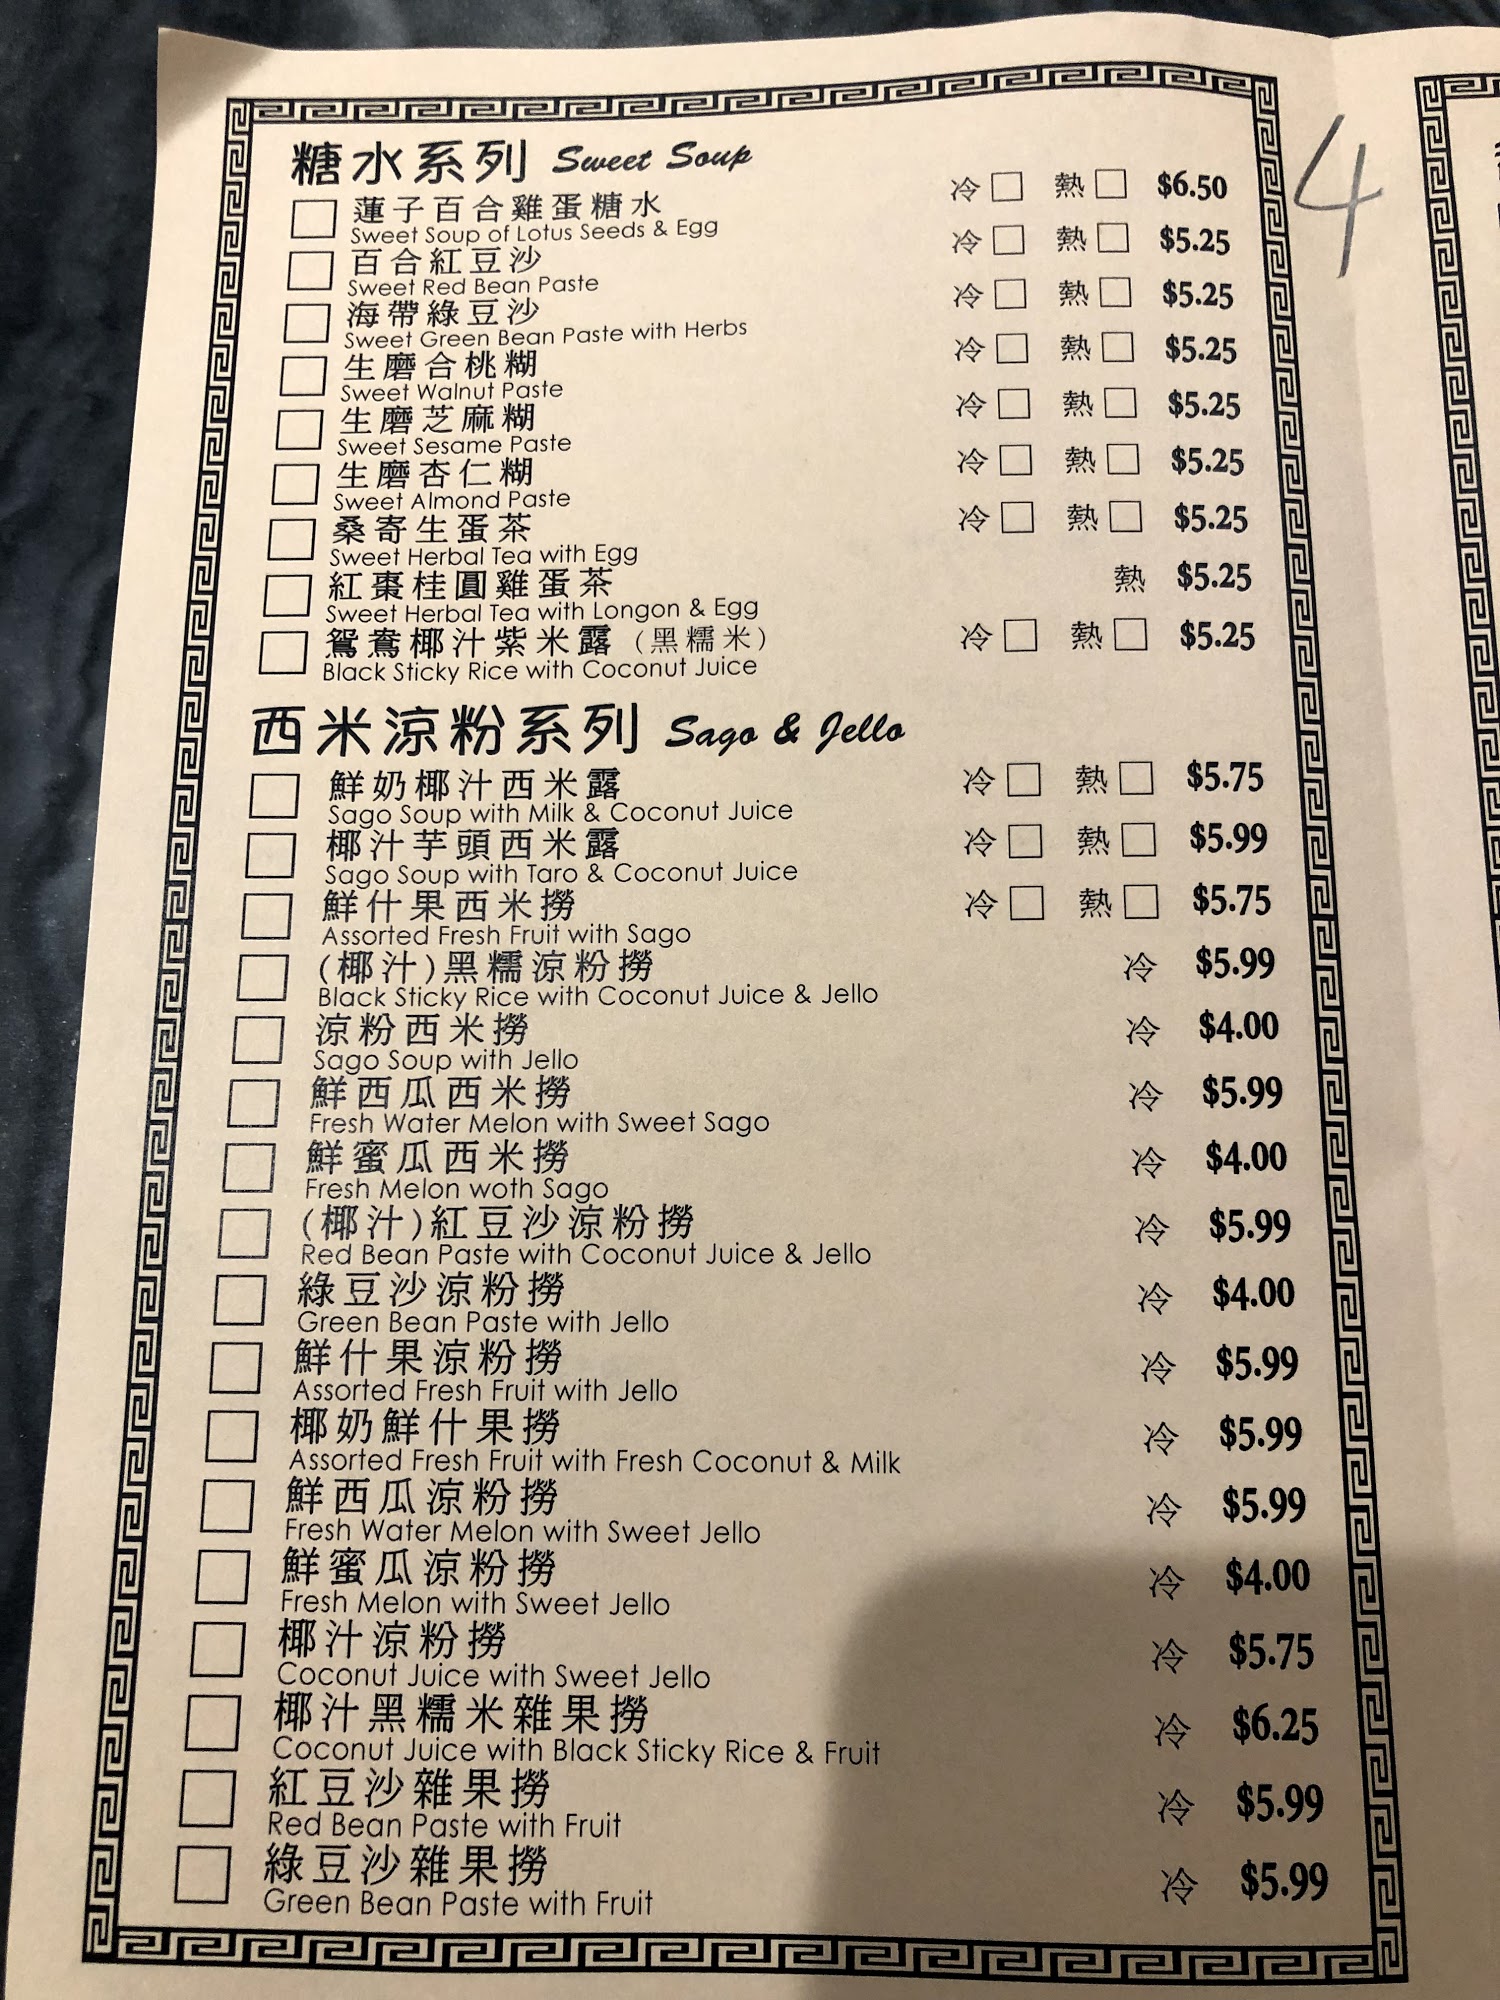 糖水系列 Sweet Soup
4
□ 蓮子百合雞蛋糖水 冷□ 熱□ $6.50
Sweet Soup of Lotus Seeds & Egg
□ 百合紅豆沙 冷□ 熱□ $5.25
Sweet Red Bean Paste
□ 海帶綠豆沙 冷□ 熱□ $5.25
Sweet Green Bean Paste with Herbs
□ 生磨合桃糊 冷□ 熱□ $5.25
Sweet Walnut Paste
□ 生磨芝麻糊 冷□ 熱□ $5.25
Sweet Sesame Paste
□ 生磨杏仁糊 冷□ 熱□ $5.25
Sweet Almond Paste
□ 桑寄生蛋茶 冷□ 熱□ $5.25
Sweet Herbal Tea with Egg
□ 紅棗桂圓雞蛋茶 熱 $5.25
Sweet Herbal Tea with Longon & Egg
□ 鴛鴦椰汁紫米露 (黑糯米) 冷□ 熱□ $5.25
Black Sticky Rice with Coconut Juice
西米涼粉系列 Sago & Jello
□ 鮮奶椰汁西米露 冷□ 熱□ $5.75
Sago Soup with Milk & Coconut Juice
□ 椰汁芋頭西米露 冷□ 熱□ $5.99
Sago Soup with Taro & Coconut Juice
□ 鮮什果西米撈 冷□ 熱□ $5.75
Assorted Fresh Fruit with Sago
□ (椰汁)黑糯涼粉撈 冷 $5.99
Black Sticky Rice with Coconut Juice & Jello
□ 涼粉西米撈 冷 $4.00
Sago Soup with Jello
□ 鮮西瓜西米撈 冷 $5.99
Fresh Water Melon with Sweet Sago
□ 鮮蜜瓜西米撈 冷 $4.00
Fresh Melon woth Sago
□ (椰汁)紅豆沙涼粉撈 冷 $5.99
Red Bean Paste with Coconut Juice & Jello
□ 綠豆沙涼粉撈 冷 $4.00
Green Bean Paste with Jello
□ 鮮什果涼粉撈 冷 $5.99
Assorted Fresh Fruit with Jello
□ 椰奶鮮什果撈 冷 $5.99
Assorted Fresh Fruit with Fresh Coconut & Milk
□ 鮮西瓜涼粉撈 冷 $5.99
Fresh Water Melon with Sweet Jello
□ 鮮蜜瓜涼粉撈 冷 $4.00
Fresh Melon with Sweet Jello
□ 椰汁涼粉撈 冷 $5.75
Coconut Juice with Sweet Jello
□ 椰汁黑糯米雜果撈 冷 $6.25
Coconut Juice with Black Sticky Rice & Fruit
□ 紅豆沙雜果撈 冷 $5.99
Red Bean Paste with Fruit
□ 綠豆沙雜果撈 冷 $5.99
Green Bean Paste with Fruit